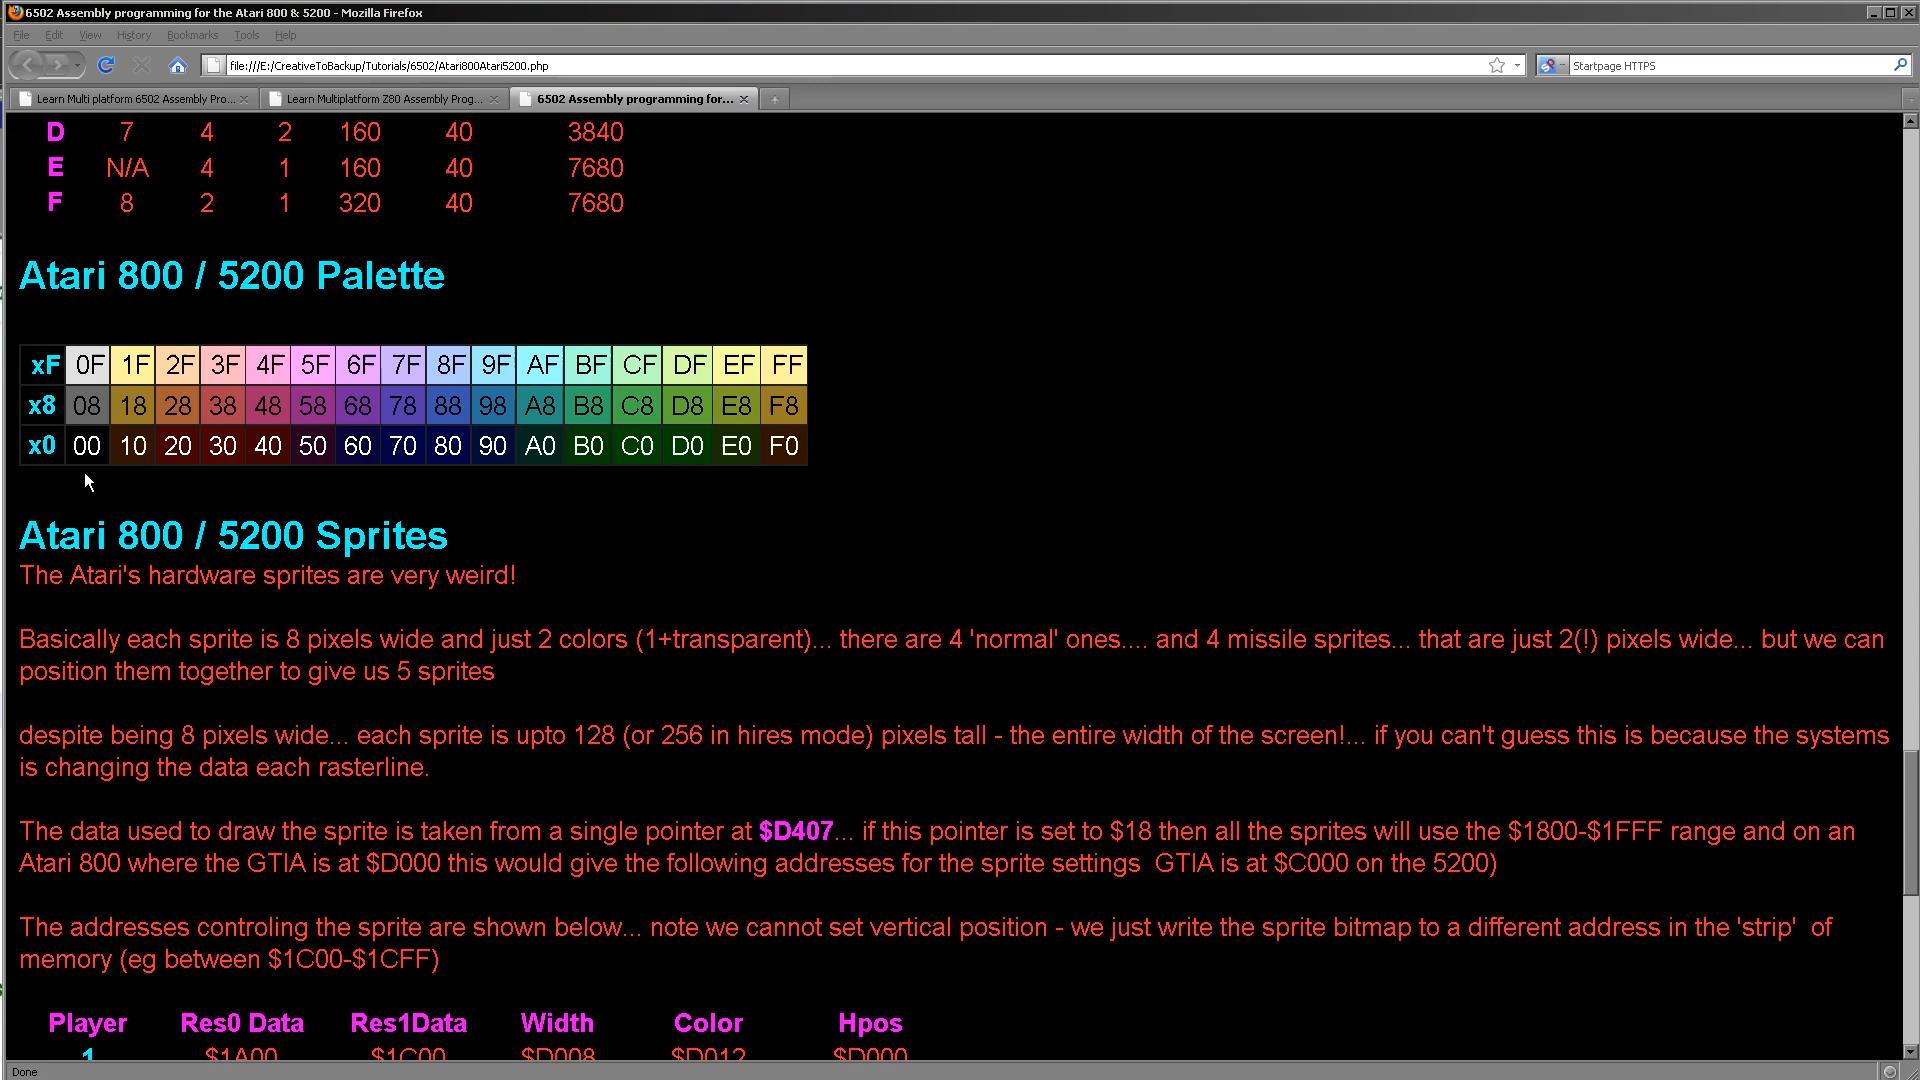 6502 Assembly programming for the Atari 800 & 5200 - Mozilla Firefox
File Edit View History Bookmarks Tools Help
file:///E:/CreativeToBackup/Tutorials/6502/Atari800Atari5200.php
Startpage HTTPS
Learn Multi platform 6502 Assembly Pro...
Learn Multiplatform Z80 Assembly Prog...
6502 Assembly programming for...
D 7 4 2 160 40 3840
E N/A 4 1 160 40 7680
F 8 2 1 320 40 7680
Atari 800 / 5200 Palette
xF 0F 1F 2F 3F 4F 5F 6F 7F 8F 9F AF BF CF DF EF FF
x8 08 18 28 38 48 58 68 78 88 98 A8 B8 C8 D8 E8 F8
x0 00 10 20 30 40 50 60 70 80 90 A0 B0 C0 D0 E0 F0
Atari 800 / 5200 Sprites
The Atari's hardware sprites are very weird!
Basically each sprite is 8 pixels wide and just 2 colors (1+transparent)... there are 4 'normal' ones.... and 4 missile sprites... that are just 2(!) pixels wide... but we can
position them together to give us 5 sprites
despite being 8 pixels wide... each sprite is upto 128 (or 256 in hires mode) pixels tall - the entire width of the screen!... if you can't guess this is because the systems
is changing the data each rasterline.
The data used to draw the sprite is taken from a single pointer at $D407... if this pointer is set to $18 then all the sprites will use the $1800-$1FFF range and on an
Atari 800 where the GTIA is at $D000 this would give the following addresses for the sprite settings  GTIA is at $C000 on the 5200)
The addresses controling the sprite are shown below... note we cannot set vertical position - we just write the sprite bitmap to a different address in the 'strip'  of
memory (eg between $1C00-$1CFF)
Player Res0 Data Res1Data Width Color Hpos
1 $1A00 $1C00 $D008 $D012 $D000
Done